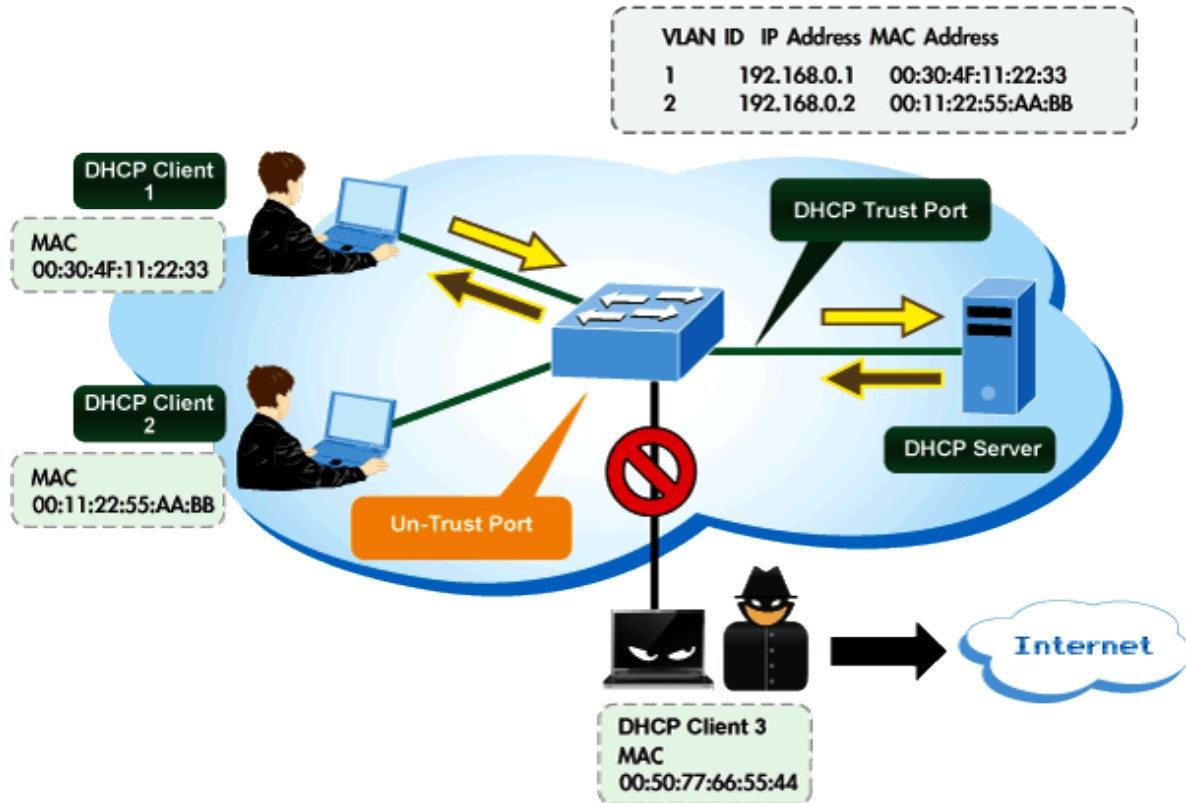 VLAN ID IP Address MAC Address
1 192.168.0.1 00:30:4F:11:22:33
2 192.168.0.2 00:11:22:55:AA:BB
DHCP Client
1
MAC
00:30:4F:11:22:33
DHCP Trust Port
DHCP Client
2
MAC
00:11:22:55:AA:BB
DHCP Server
Un-Trust Port
Internet
DHCP Client 3
MAC
00:50:77:66:55:44